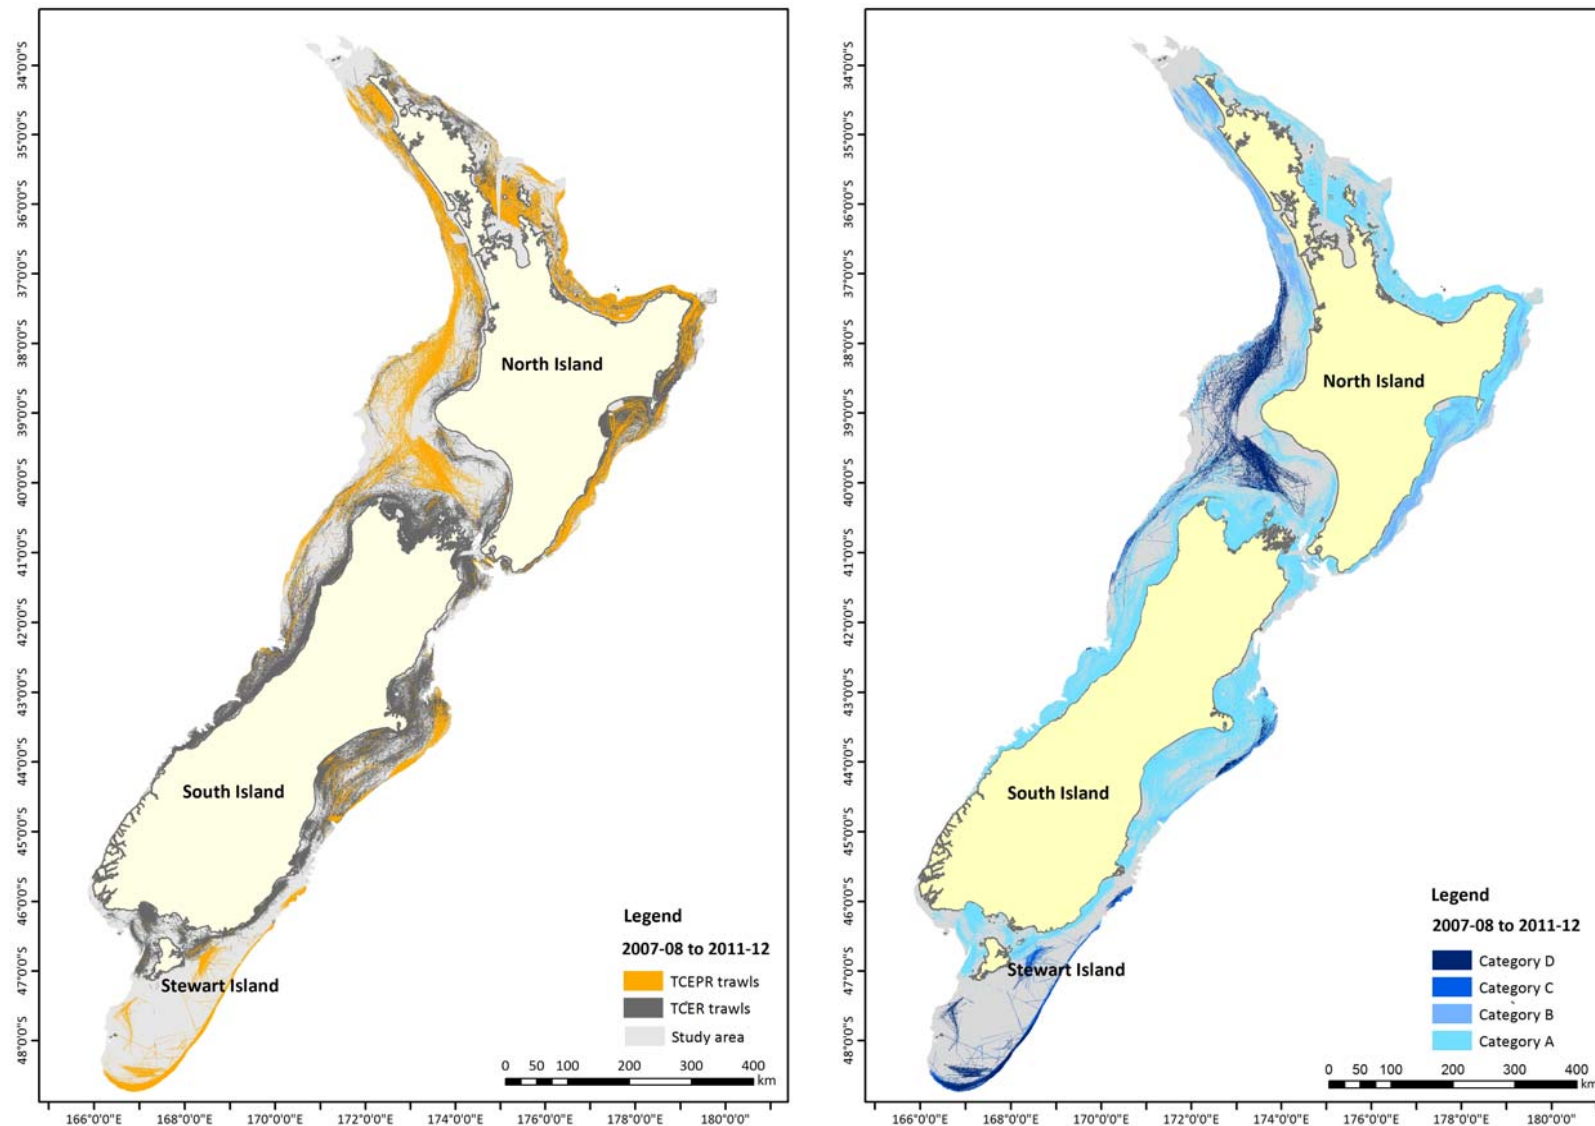 34°0'0"S
35°0'0"S
36°0'0"S
37°0'0"S
38°0'0"S
39°0'0"S
40°0'0"S
41°0'0"S
42°0'0"S
43°0'0"S
44°0'0"S
45°0'0"S
46°0'0"S
47°0'0"S
48°0'0"S
North Island
South Island
Stewart Island
Legend
2007-08 to 2011-12
TCEPR trawls
TCER trawls
Study area
0 50 100 200 300 400
km
166°0'0"E 168°0'0"E 170°0'0"E 172°0'0"E 174°0'0"E 176°0'0"E 178°0'0"E 180°0'0"
34°0'0"S
35°0'0"S
36°0'0"S
37°0'0"S
38°0'0"S
39°0'0"S
40°0'0"S
41°0'0"S
42°0'0"S
43°0'0"S
44°0'0"S
45°0'0"S
46°0'0"S
47°0'0"S
48°0'0"S
North Island
South Island
Stewart Island
Legend
2007-08 to 2011-12
Category D
Category C
Category B
Category A
0 50 100 200 300 400
km
166°0'0"E 168°0'0"E 170°0'0"E 172°0'0"E 174°0'0"E 176°0'0"E 178°0'0"E 180°0'0"